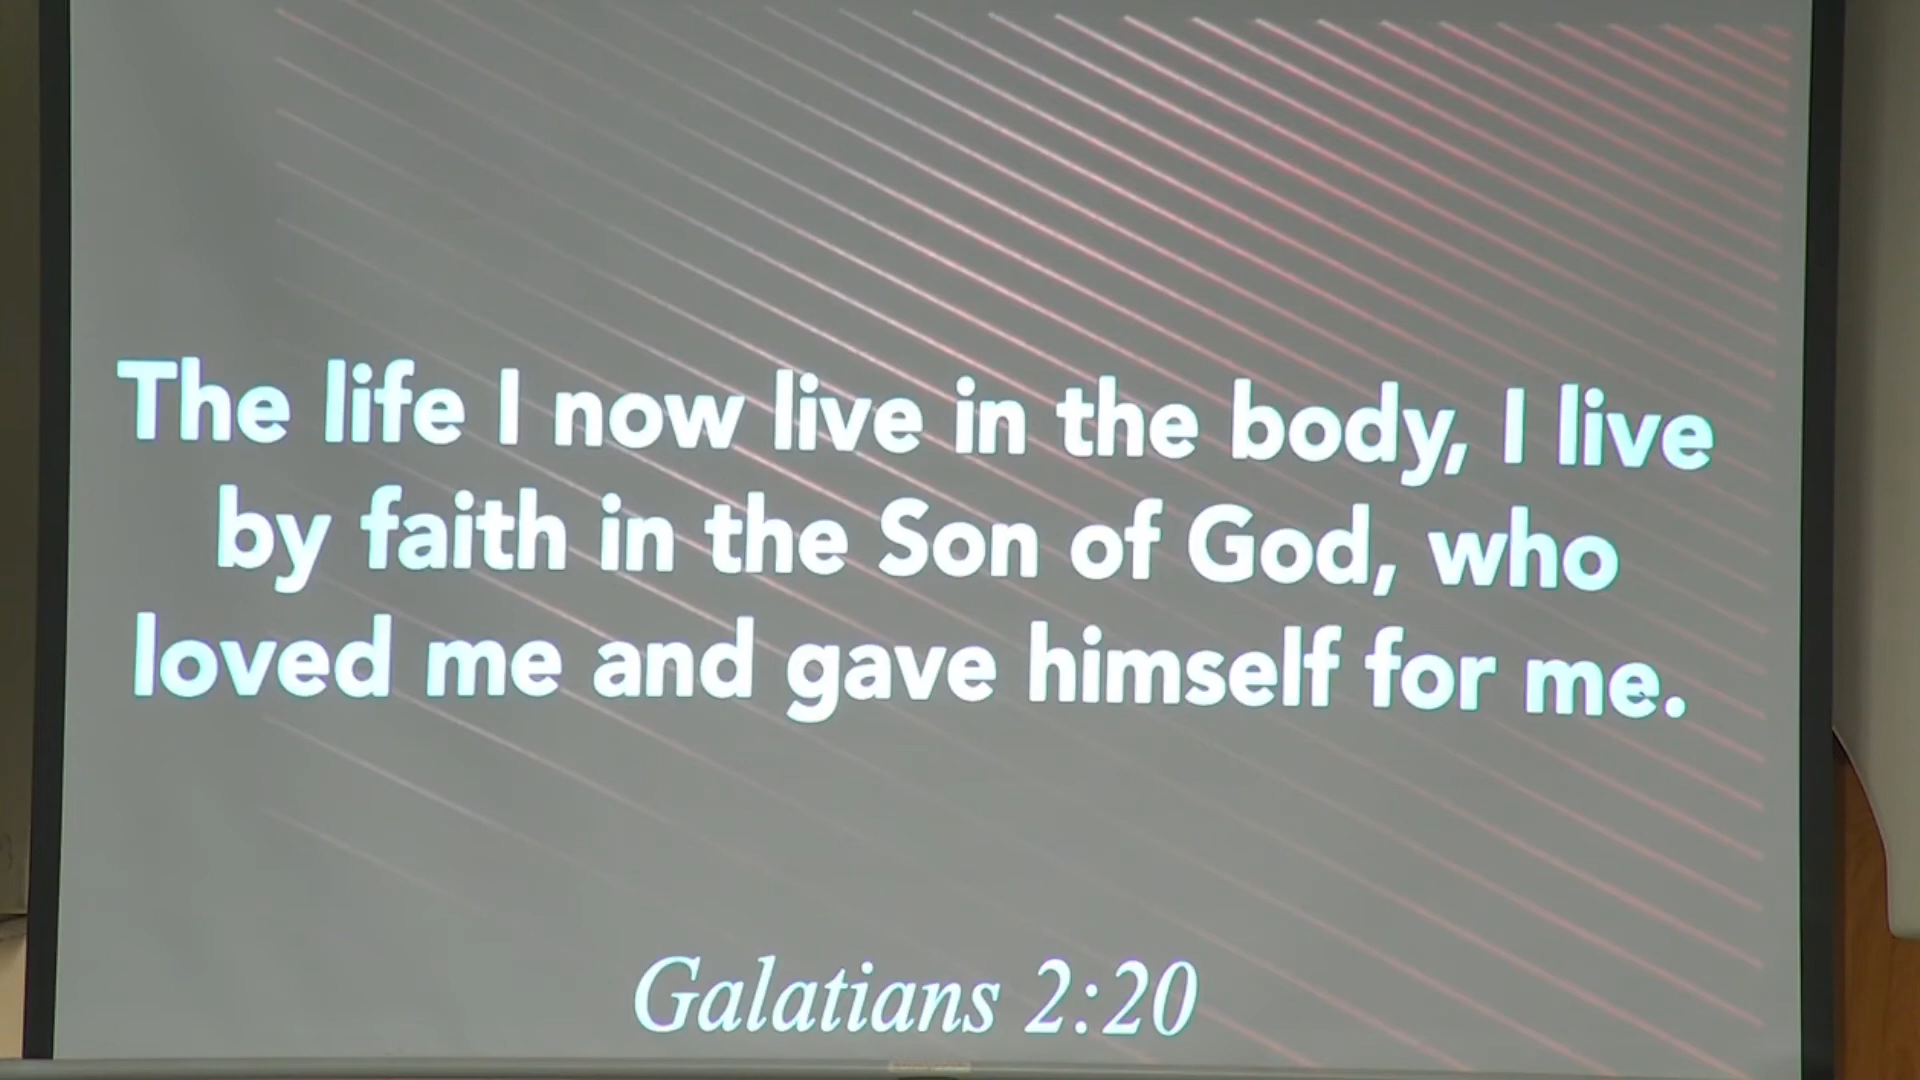 The life I now live in the body, I live
by faith in the Son of God, who
loved me and gave himself for me.
Galatians 2:20